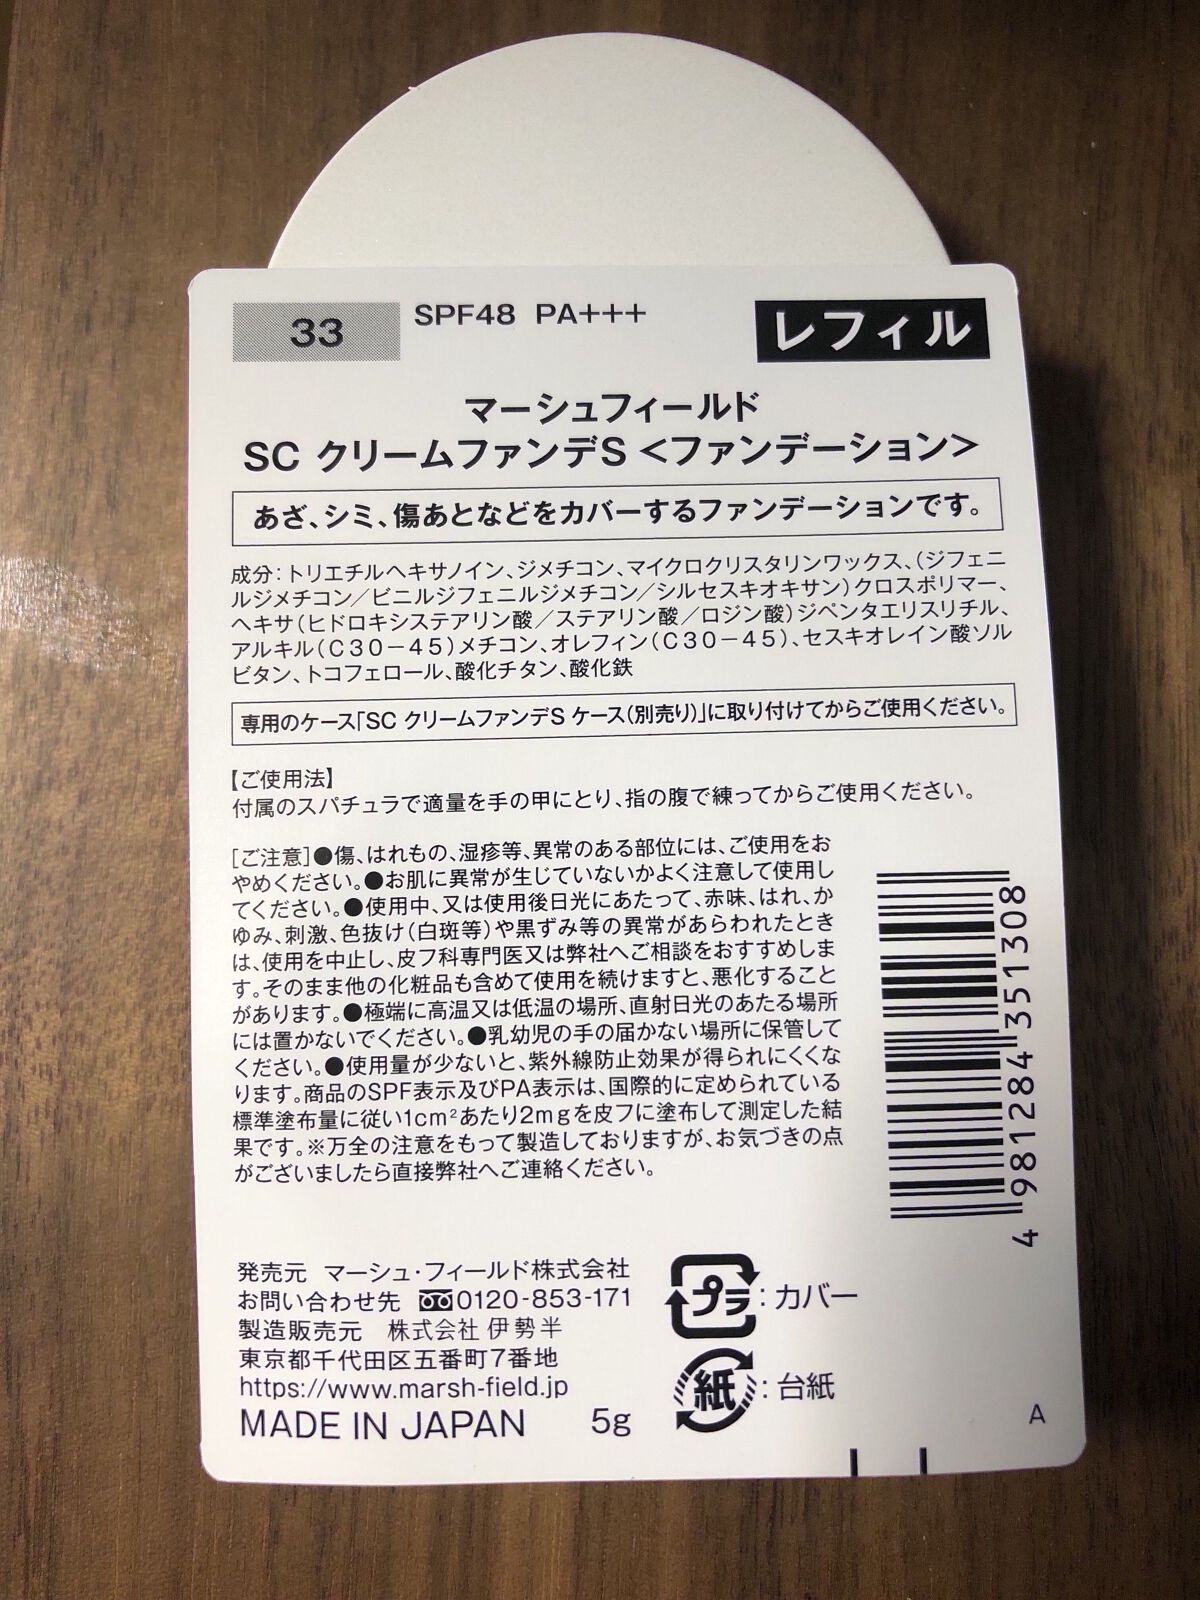 33
SPF48 PA+++
レフィル
マーシュフィールド
SC クリームファンデS <ファンデーション>
あざ、シミ、傷あとなどをカバーするファンデーションです。
成分:トリエチルヘキサノイン、ジメチコン、マイクロクリスタリンワックス、(ジフェニ
ルジメチコン/ビニルジフェニルジメチコン/シルセスキオキサン)クロスポリマー、
ヘキサ(ヒドロキシステアリン酸/ステアリン酸/ロジン酸)ジペンタエリスリチル、
アルキル(C30-45)メチコン、オレフィン(C30-45)、セスキオレイン酸ソル
ビタン、トコフェロール、酸化チタン、酸化鉄
専用のケース「SC クリームファンデS ケース(別売り)」に取り付けてからご使用ください。
【ご使用法】
付属のスパチュラで適量を手の甲にとり、指の腹で練ってからご使用ください。
[ご注意]●傷、はれもの、湿疹等、異常のある部位には、ご使用をお
やめください。●お肌に異常が生じていないかよく注意して使用し
てください。●使用中、又は使用後日光にあたって、赤味、はれ、か
ゆみ、刺激、色抜け(白斑等)や黒ずみ等の異常があらわれたとき
は、使用を中止し、皮フ科専門医又は弊社へご相談をおすすめしま
す。そのまま他の化粧品も含めて使用を続けますと、悪化すること
があります。●極端に高温又は低温の場所、直射日光のあたる場所
には置かないでください。●乳幼児の手の届かない場所に保管して
ください。●使用量が少ないと、紫外線防止効果が得られにくくな
ります。商品のSPF表示及びPA表示は、国際的に定められている
標準塗布量に従い1cm²あたり2mgを皮フに塗布して測定した結
果です。※万全の注意をもって製造しておりますが、お気づきの点
がございましたら直接弊社へご連絡ください。
4 981284 351308
発売元 マーシュ・フィールド株式会社
お問い合わせ先 0120-853-171
製造販売元 株式会社 伊勢半
東京都千代田区五番町7番地
https://www.marsh-field.jp
MADE IN JAPAN 5g
プラ:カバー
紙:台紙
A